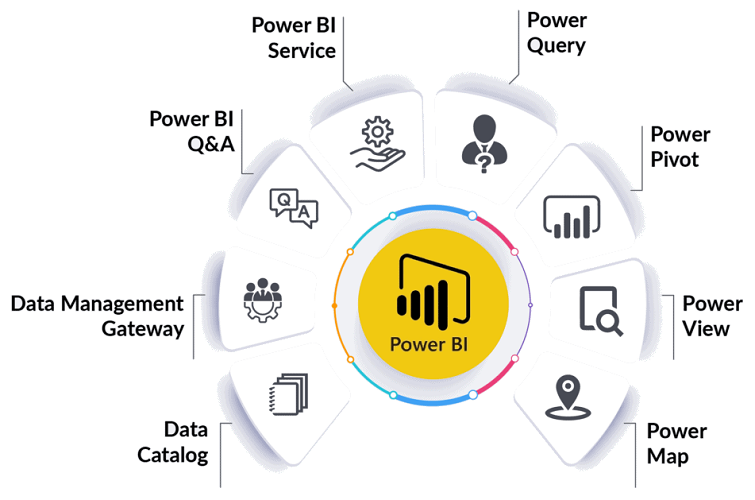 Power BI
Service
Power
Query
Power BI
Q&A
Power
Pivot
Q
A
Data Management
Gateway
Power BI
Power
View
Data
Catalog
Power
Map
?